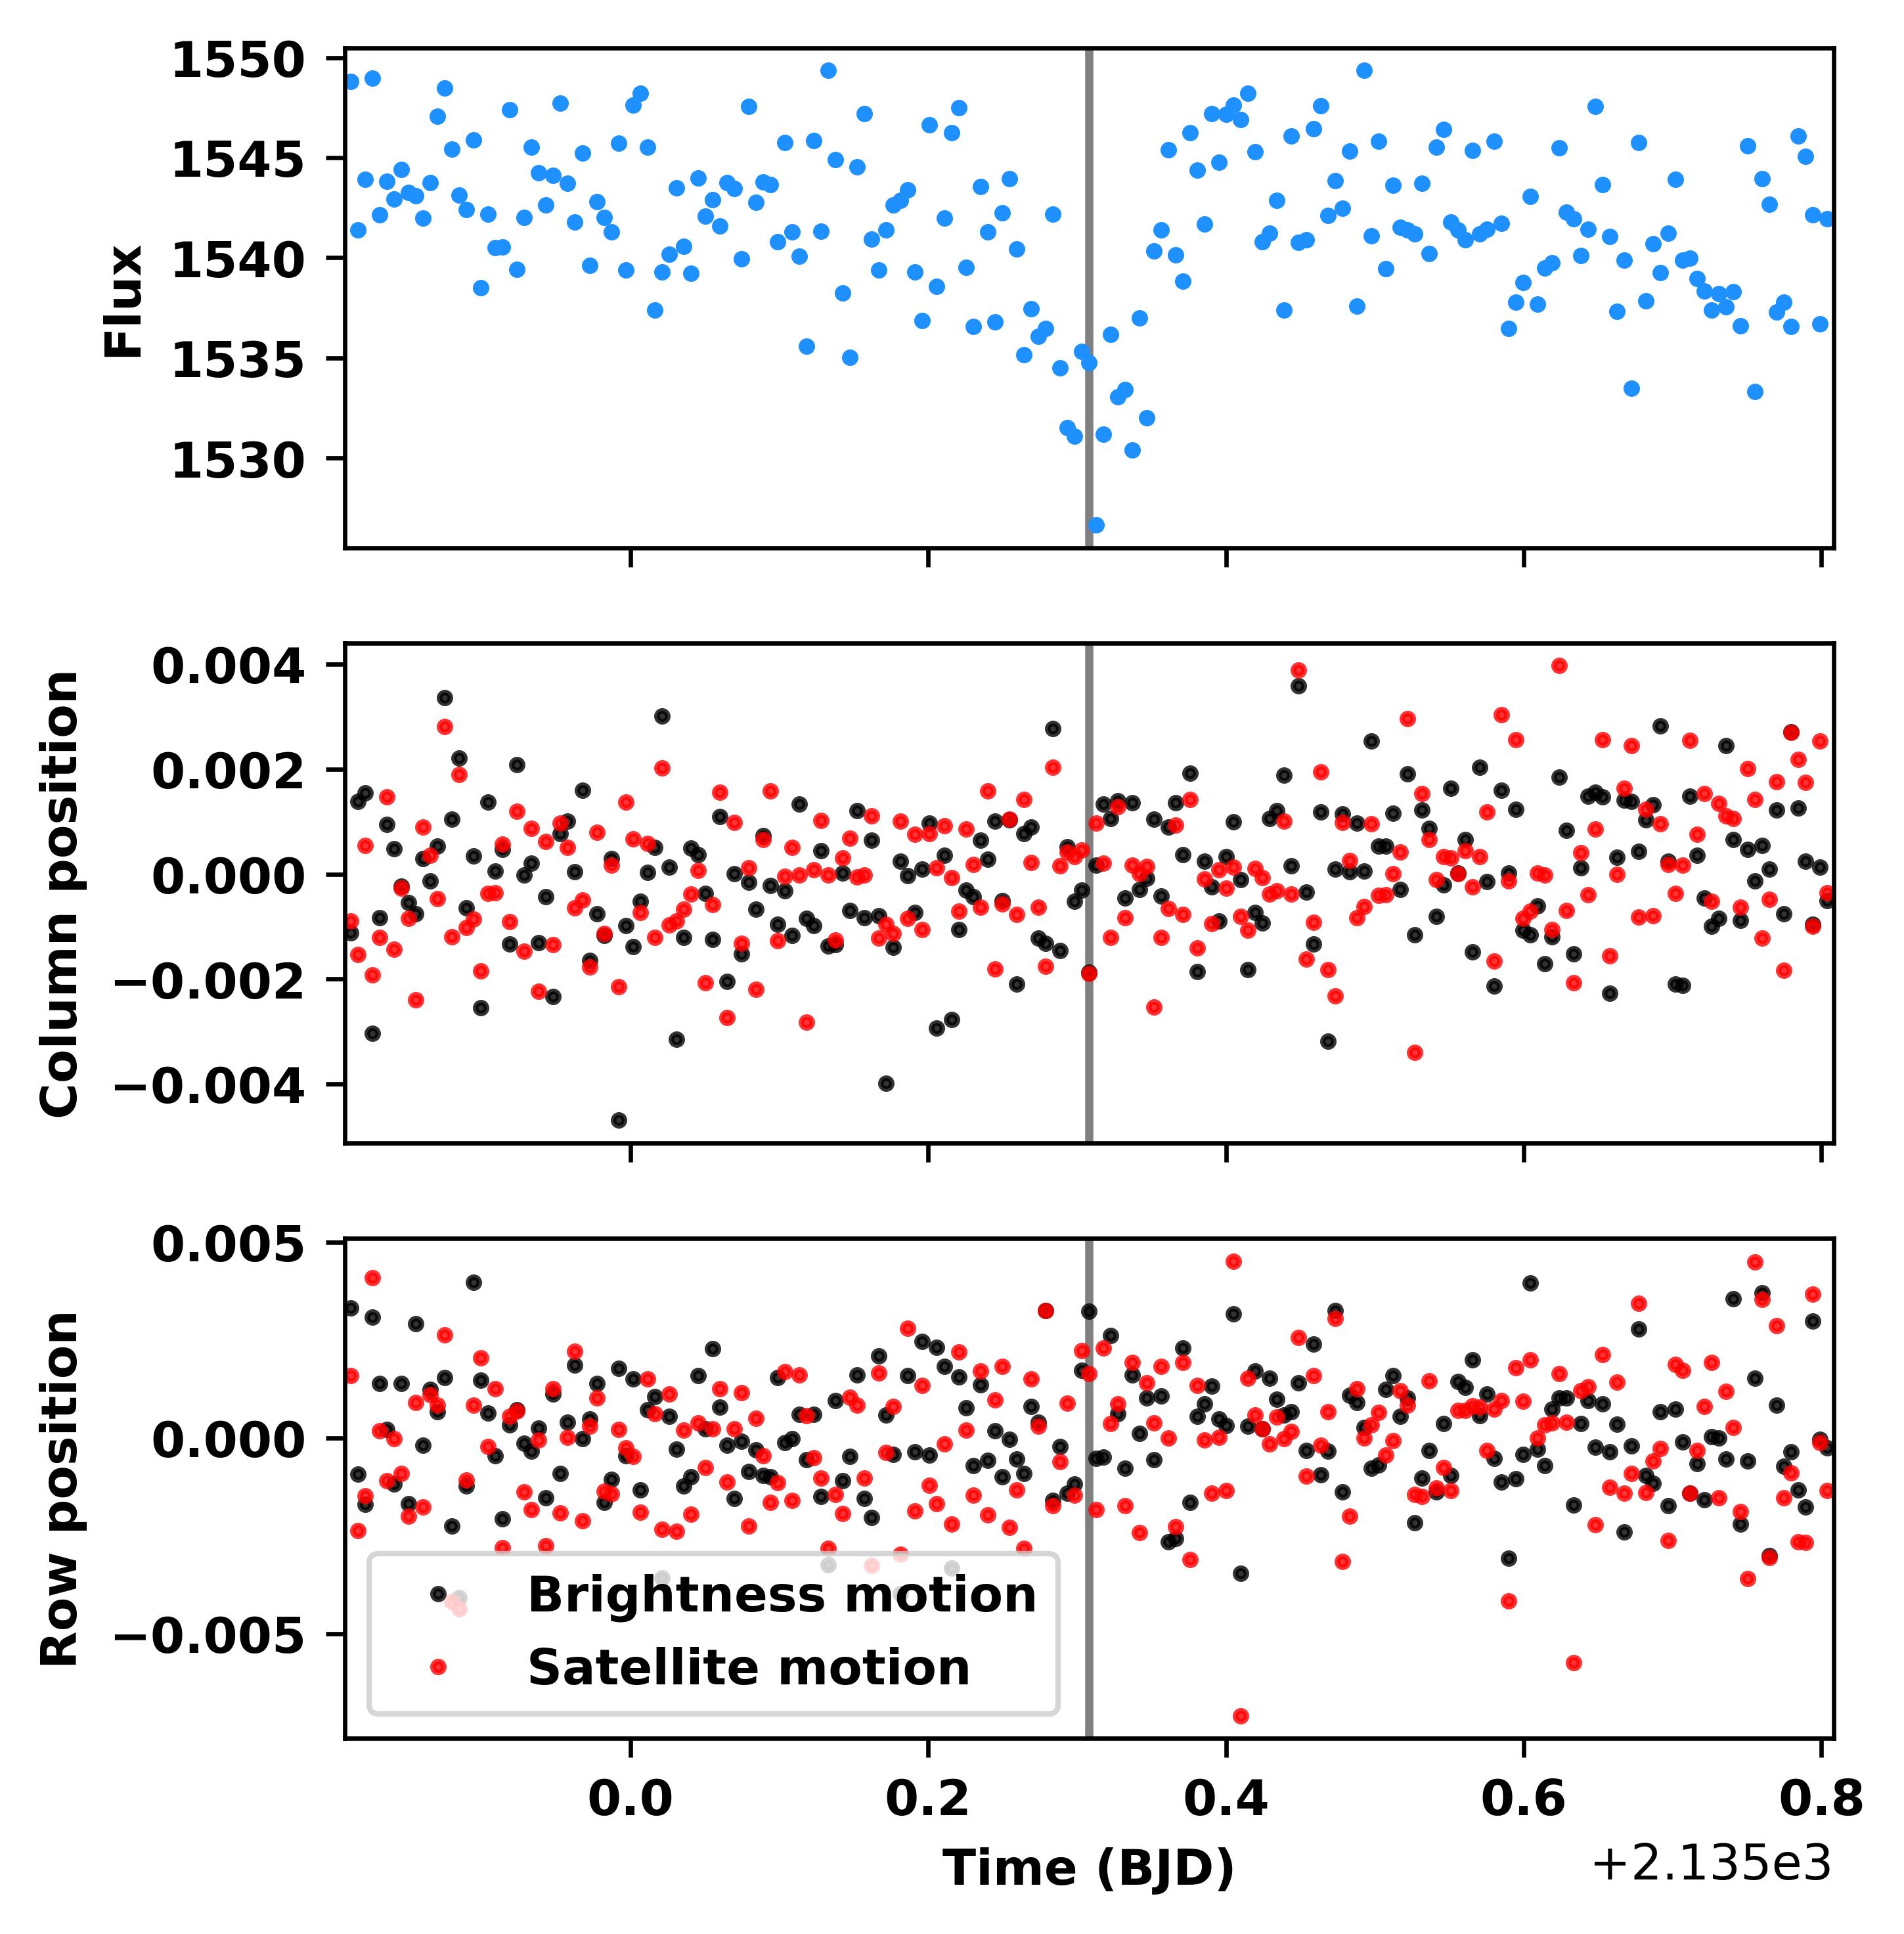 1550
1545
1540
1535
1530
Flux
0.004
0.002
0.000
−0.002
−0.004
Column position
0.005
0.000
−0.005
Row position
Brightness motion
Satellite motion
0.0 0.2 0.4 0.6 0.8
Time (BJD)
+2.135e3